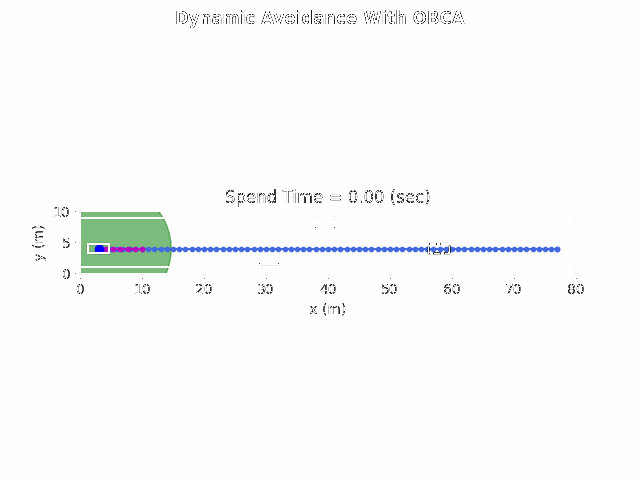 Dynamic Avoidance With OBCA
Spend Time = 0.00 (sec)
10
5
0
y (m)
0 10 20 30 40 50 60 70 80
x (m)